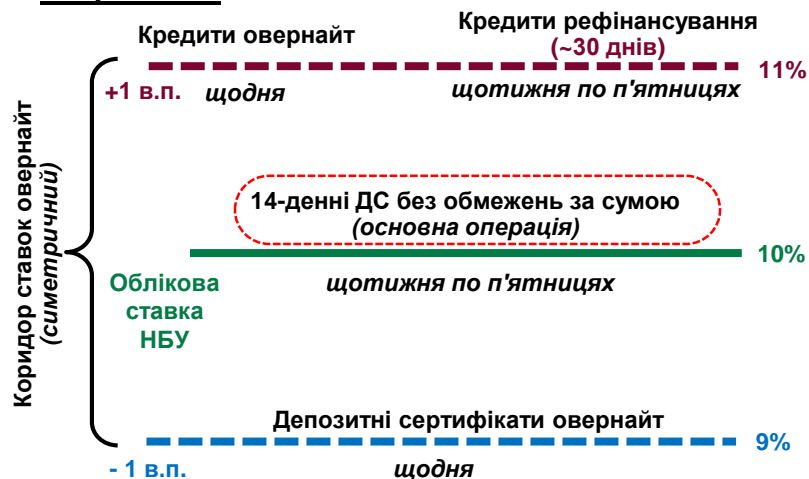 Кредити овернайт
Кредити рефінансування
(~30 днів)
11%
+1 в.п.
щодня
щотижня по п'ятницях
Коридор ставок овернайт
(симетричний)
14-денні ДС без обмежень за сумою
(основна операція)
10%
Облікова
ставка
НБУ
щотижня по п'ятницях
Депозитні сертифікати овернайт
9%
- 1 в.п.
щодня